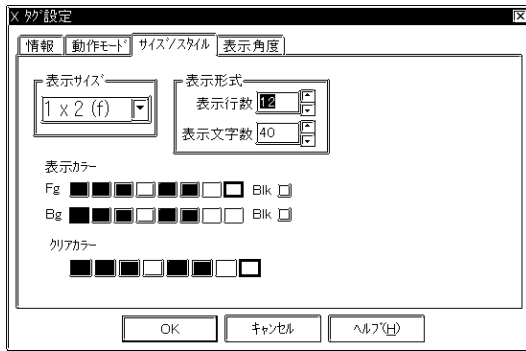 X ﾀｸﾞ設定
情報 動作ﾓｰﾄﾞ ｻｲｽﾞ/ｽﾀｲﾙ 表示角度
表示ｻｲｽﾞ 表示形式
1 x 2 (f) 表示行数 12
表示文字数 40
表示ｶﾗｰ
Fg Blk
Bg Blk
ｸﾘｱｶﾗｰ
OK ｷｬﾝｾﾙ ﾍﾙﾌﾟ(H)